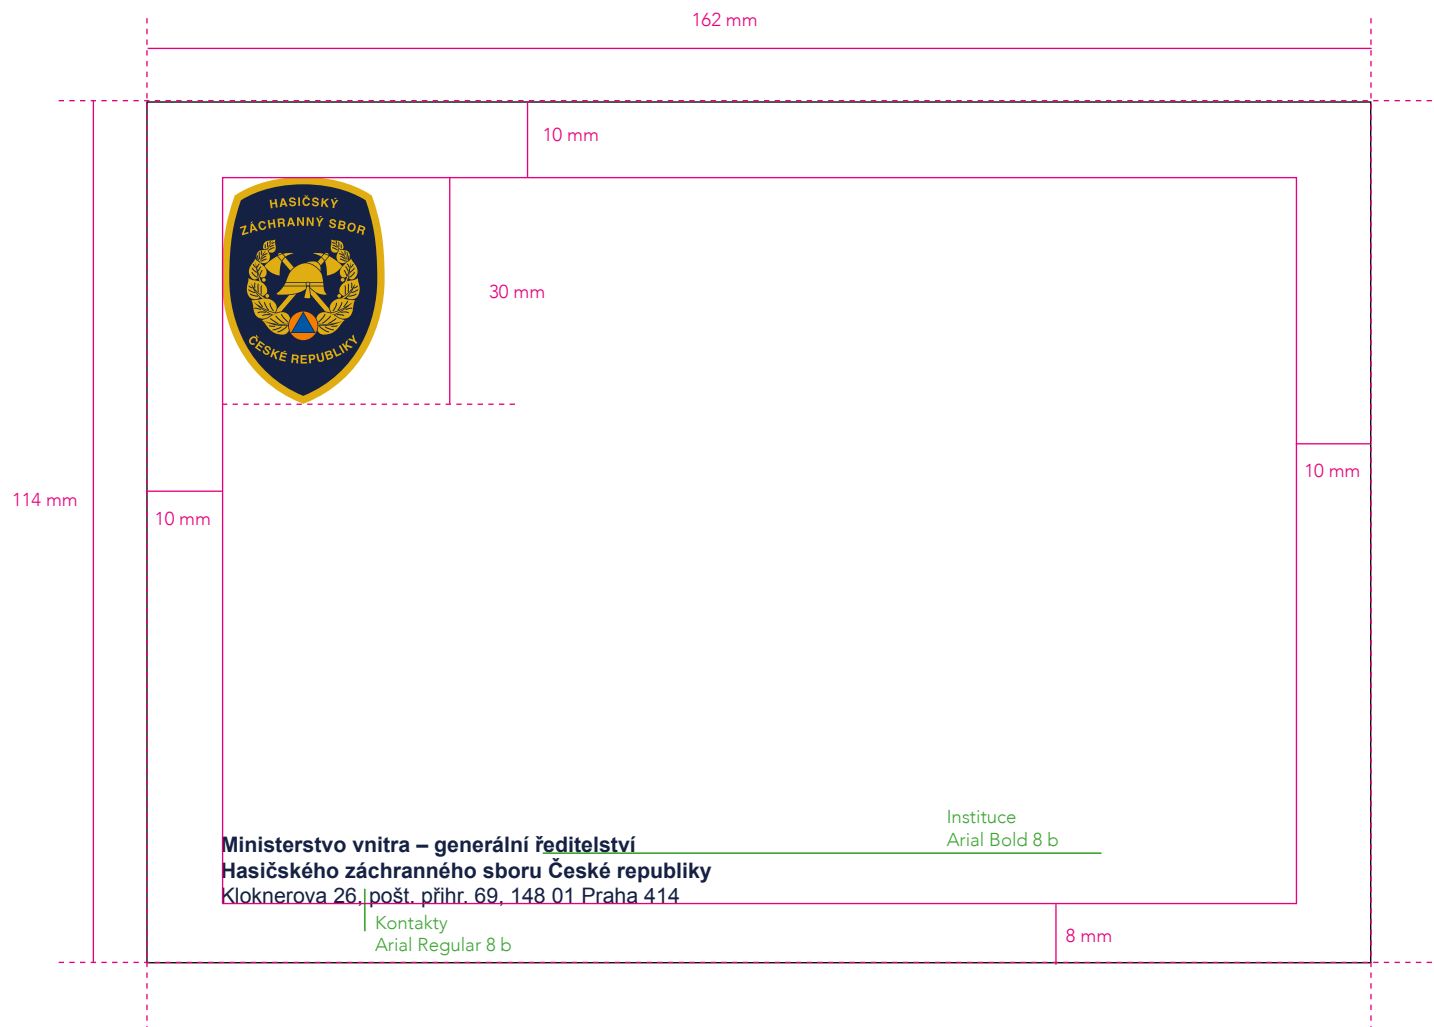 162 mm
10 mm
HASIČSKÝ
ZÁCHRANNÝ SBOR
ČESKÉ REPUBLIKY
30 mm
10 mm
114 mm
10 mm
Instituce
Arial Bold 8 b
Ministerstvo vnitra – generální ředitelství
Hasičského záchranného sboru České republiky
Kloknerova 26, pošt. přihr. 69, 148 01 Praha 414
Kontakty
Arial Regular 8 b
8 mm